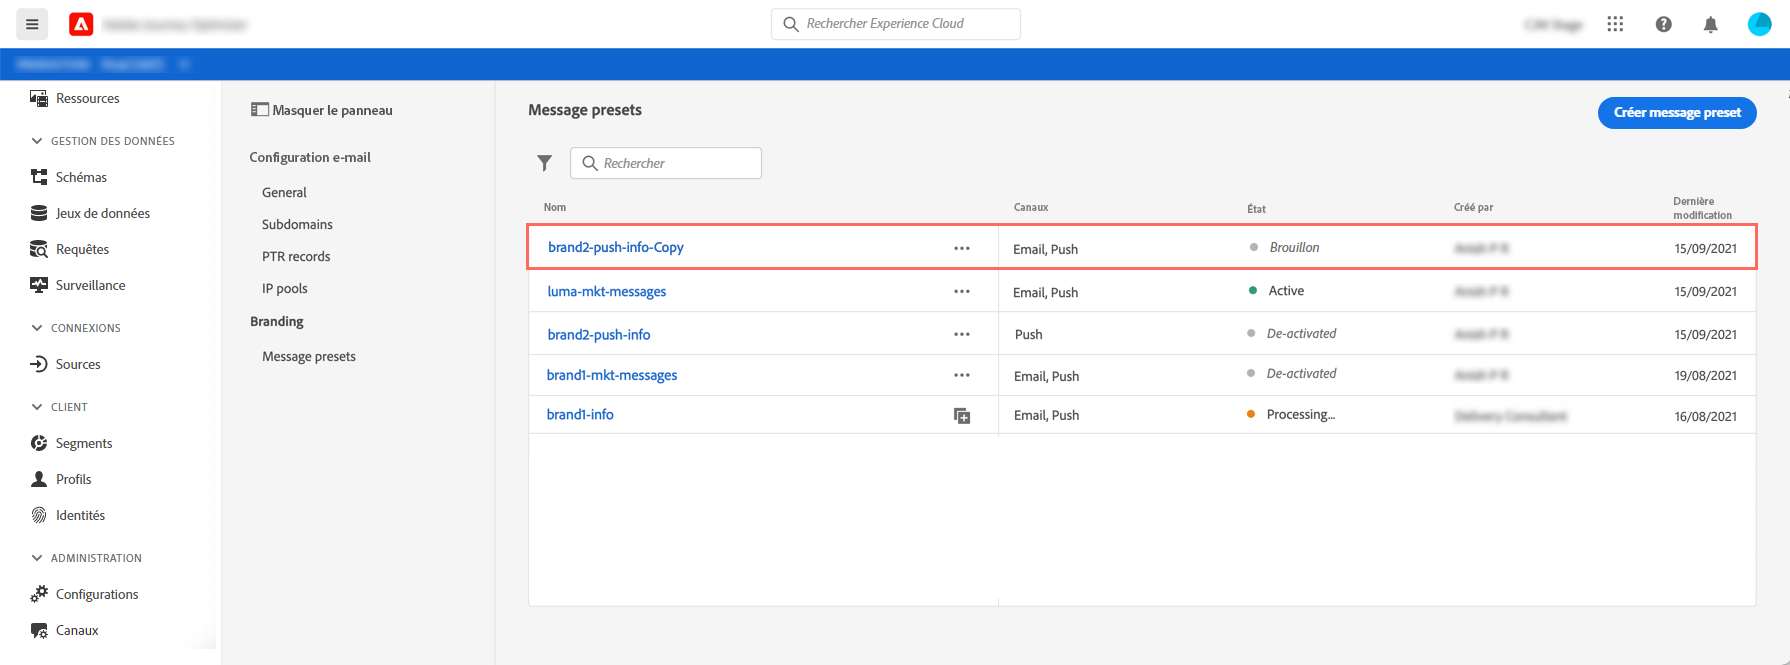 Rechercher Experience Cloud
Ressources
GESTION DES DONNÉES
Schémas
Jeux de données
Requêtes
Surveillance
CONNEXIONS
Sources
CLIENT
Segments
Profils
Identités
ADMINISTRATION
Configurations
Canaux
Masquer le panneau
Configuration e-mail
General
Subdomains
PTR records
IP pools
Branding
Message presets
Message presets
Créer message preset
Rechercher
Nom Canaux État Créé par Dernière
modification
brand2-push-info-Copy ... Email, Push Brouillon 15/09/2021
luma-mkt-messages ... Email, Push Active 15/09/2021
brand2-push-info ... Push De-activated 15/09/2021
brand1-mkt-messages ... Email, Push De-activated 19/08/2021
brand1-info Email, Push Processing... 16/08/2021